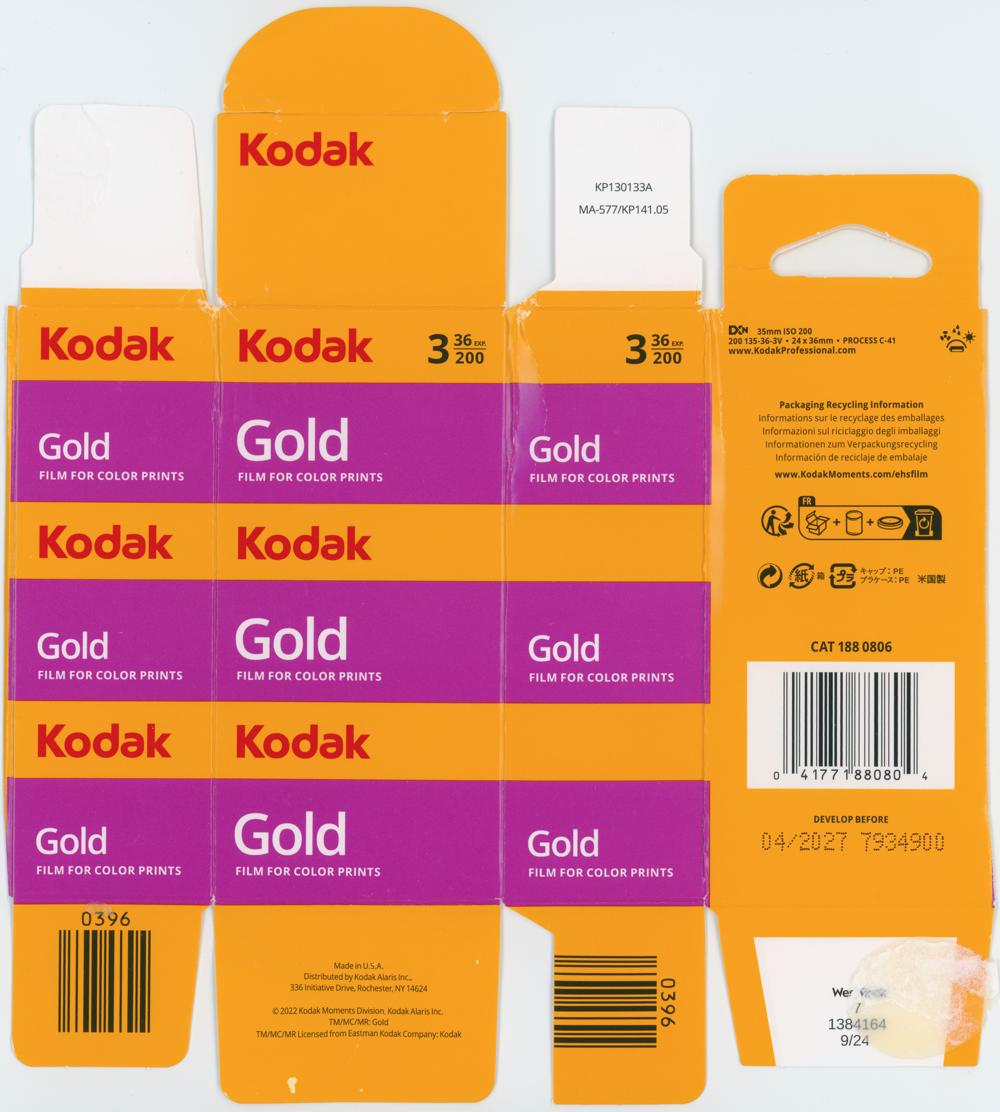 Kodak
KP130133A
MA-577/KP141.05
Kodak
Gold
FILM FOR COLOR PRINTS
Kodak
Gold
FILM FOR COLOR PRINTS
Kodak
Gold
FILM FOR COLOR PRINTS
0396
Kodak
3 36 EXP.
200
Gold
FILM FOR COLOR PRINTS
Kodak
Gold
FILM FOR COLOR PRINTS
Kodak
Gold
FILM FOR COLOR PRINTS
Made in U.S.A.
Distributed by Kodak Alaris Inc.,
336 Initiative Drive, Rochester, NY 14624
© 2022 Kodak Moments Division, Kodak Alaris Inc.
TM/MC/MR: Gold
TM/MC/MR Licensed from Eastman Kodak Company: Kodak
3 36 EXP.
200
Gold
FILM FOR COLOR PRINTS
Gold
FILM FOR COLOR PRINTS
Gold
FILM FOR COLOR PRINTS
0396
DXN 35mm ISO 200
200 135-36-3V • 24 x 36mm • PROCESS C-41
www.KodakProfessional.com
Packaging Recycling Information
Informations sur le recyclage des emballages
Informazioni sul riciclaggio degli imballaggi
Informationen zum Verpackungsrecycling
Información de reciclaje de embalaje
www.KodakMoments.com/ehsfilm
FR
紙 箱 プラ キャップ：PE
プラケース：PE 米国製
CAT 188 0806
0 41771 88080 4
DEVELOP BEFORE
04/2027 7934900
7
1384164
9/24